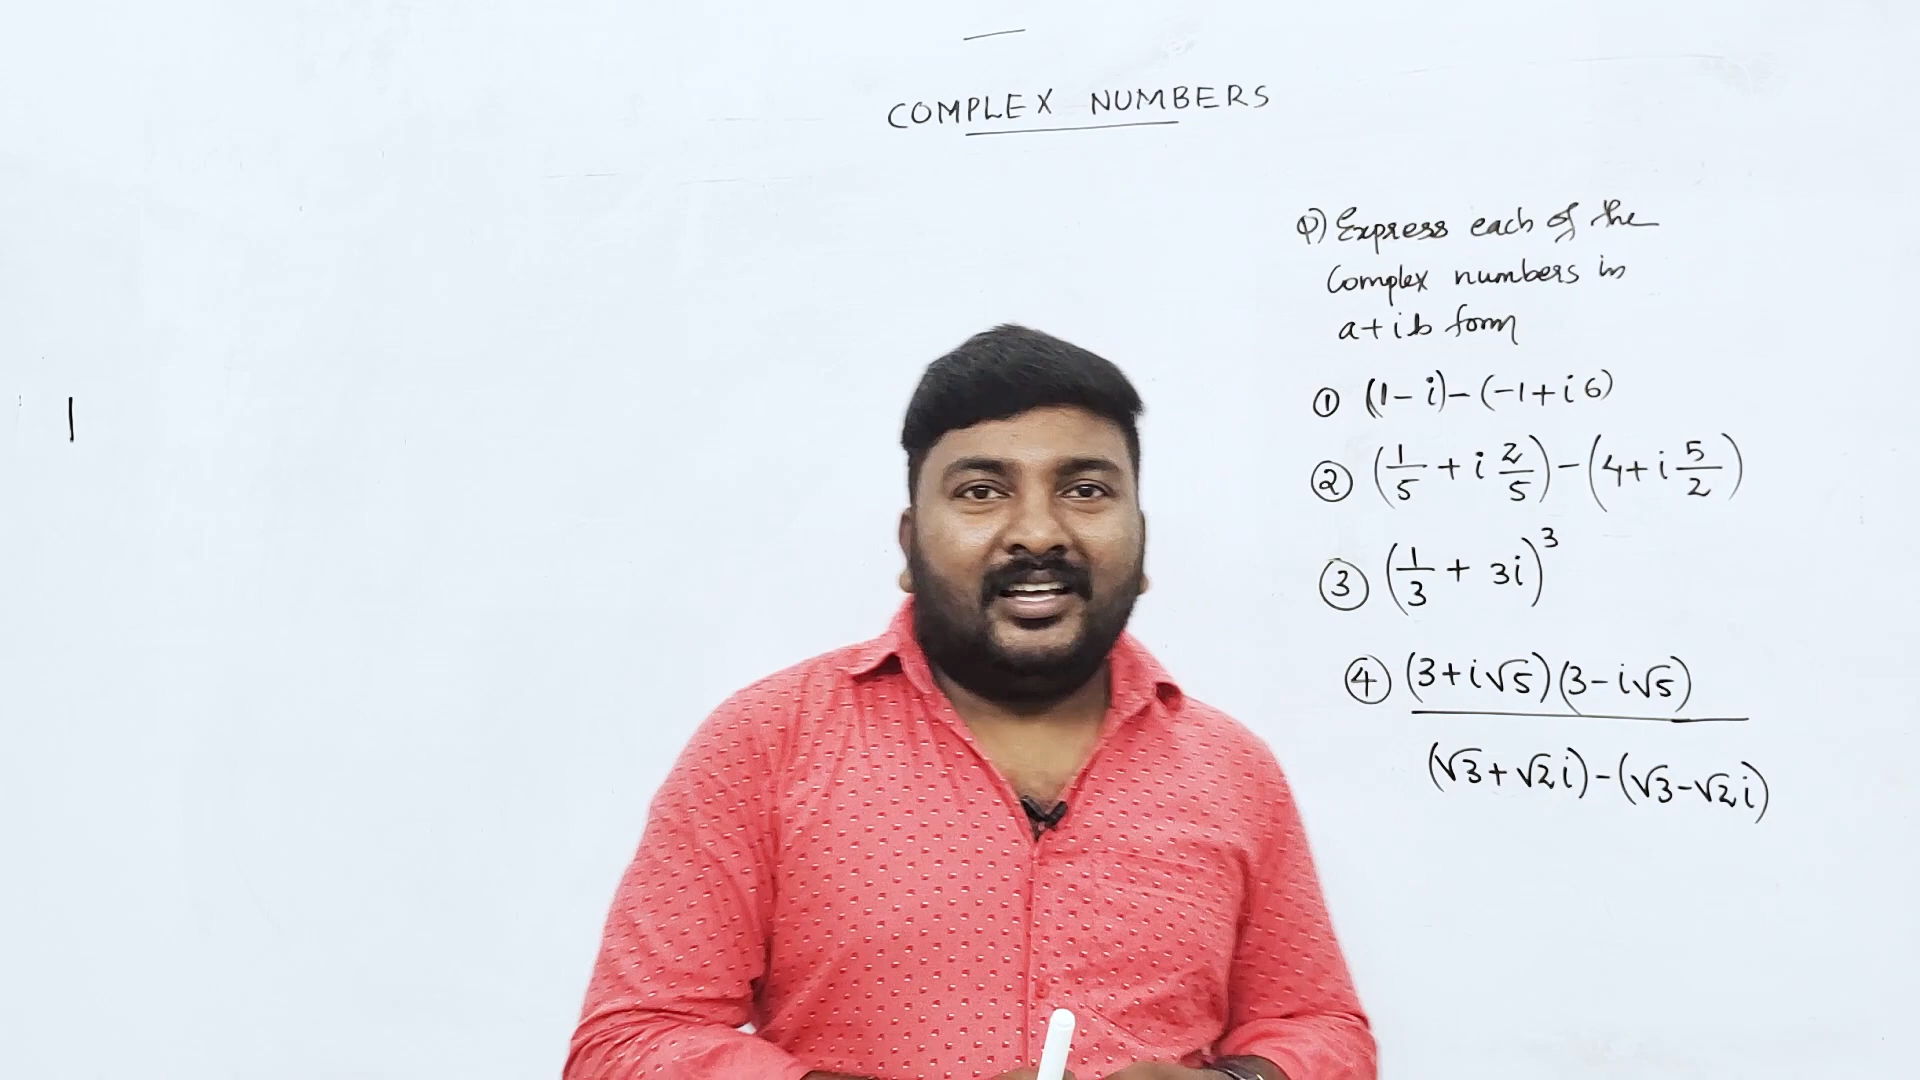 COMPLEX NUMBERS
Q) Express each of the
Complex numbers in
a+ib form
① (1-i)-(-1+i6)
② (1/5 + i 2/5) - (4+i 5/2)
③ (1/3 + 3i)³
④ (3+i√5)(3-i√5)
(√3+√2i)-(√3-√2i)